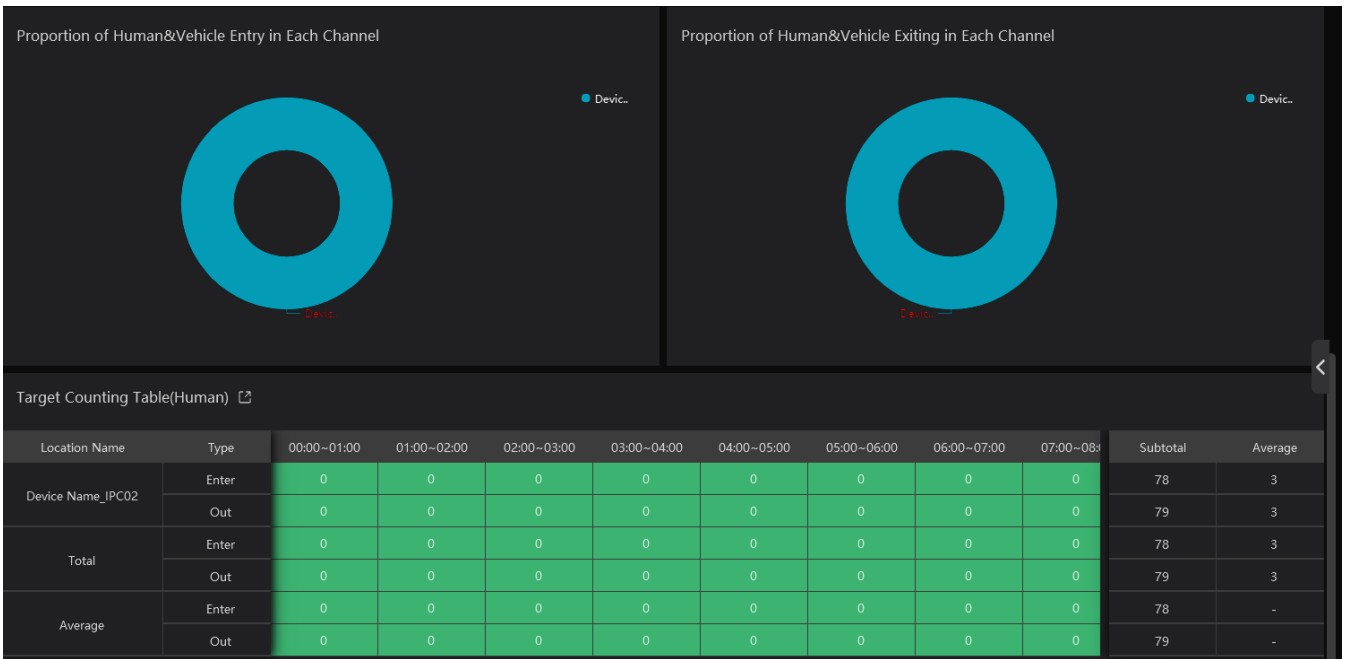 Proportion of Human&Vehicle Entry in Each Channel
Devic..
Devic..
Proportion of Human&Vehicle Exiting in Each Channel
Devic..
Devic..
Target Counting Table(Human)
Location Name Type 00:00~01:00 01:00~02:00 02:00~03:00 03:00~04:00 04:00~05:00 05:00~06:00 06:00~07:00 07:00~08: Subtotal Average
Device Name_IPC02 Enter 0 0 0 0 0 0 0 0 78 3
Out 0 0 0 0 0 0 0 0 79 3
Total Enter 0 0 0 0 0 0 0 0 78 3
Out 0 0 0 0 0 0 0 0 79 3
Average Enter 0 0 0 0 0 0 0 0 78 -
Out 0 0 0 0 0 0 0 0 79 -